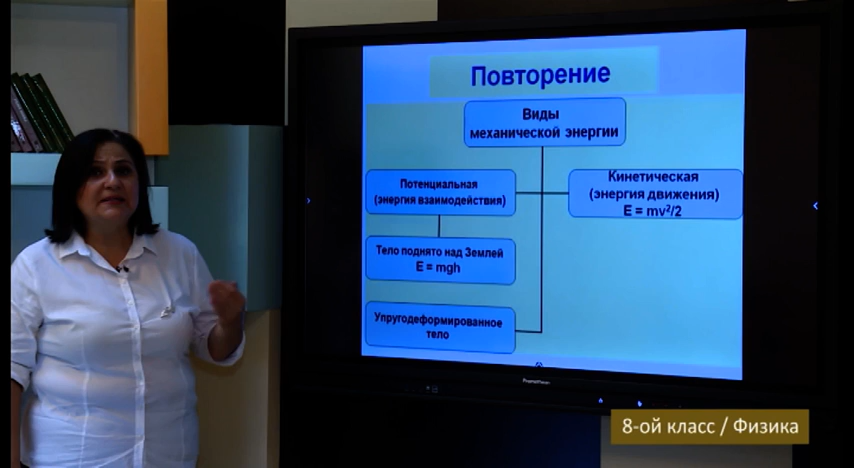 Повторение
Виды
механической энергии
Потенциальная
(энергия взаимодействия)
Кинетическая
(энергия движения)
E = mv²/2
Тело поднято над Землей
E = mgh
Упругодеформированное
тело
8-ой класс / Физика